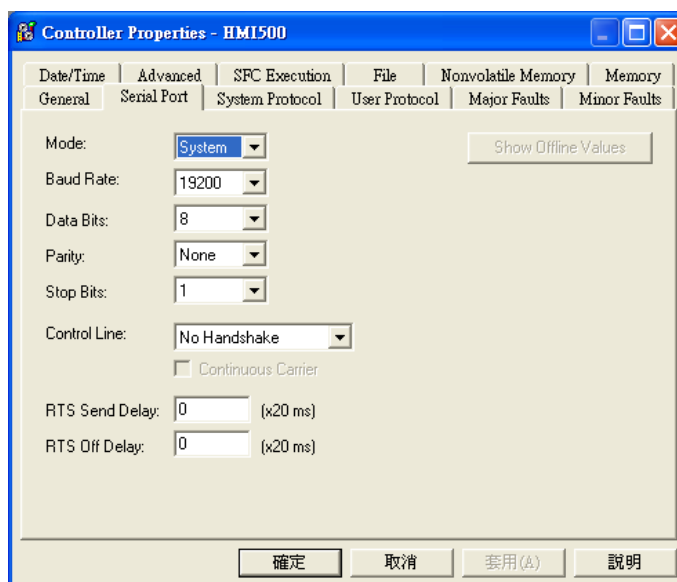 Controller Properties - HMI500
Date/Time Advanced SFC Execution File Nonvolatile Memory Memory
General Serial Port System Protocol User Protocol Major Faults Minor Faults
Mode: System Show Offline Values
Baud Rate: 19200
Data Bits: 8
Parity: None
Stop Bits: 1
Control Line: No Handshake
Continuous Carrier
RTS Send Delay: 0 (x20 ms)
RTS Off Delay: 0 (x20 ms)
確定 取消 套用(A) 說明